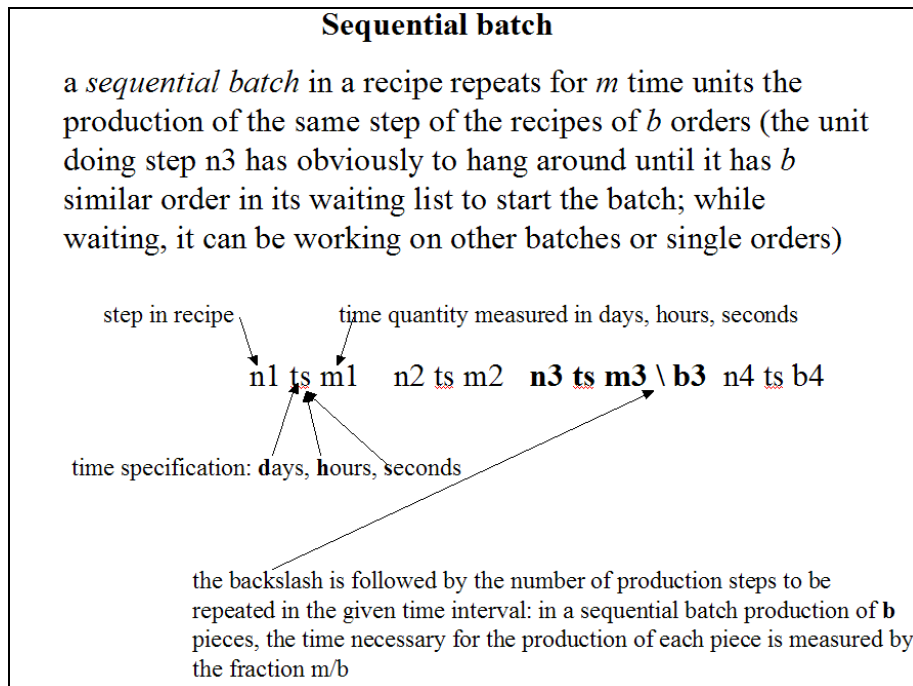 Sequential batch
a sequential batch in a recipe repeats for m time units the
production of the same step of the recipes of b orders (the unit
doing step n3 has obviously to hang around until it has b
similar order in its waiting list to start the batch; while
waiting, it can be working on other batches or single orders)
step in recipe
time quantity measured in days, hours, seconds
n1 ts m1 n2 ts m2 n3 ts m3 \ b3 n4 ts b4
time specification: days, hours, seconds
the backslash is followed by the number of production steps to be
repeated in the given time interval: in a sequential batch production of b
pieces, the time necessary for the production of each piece is measured by
the fraction m/b